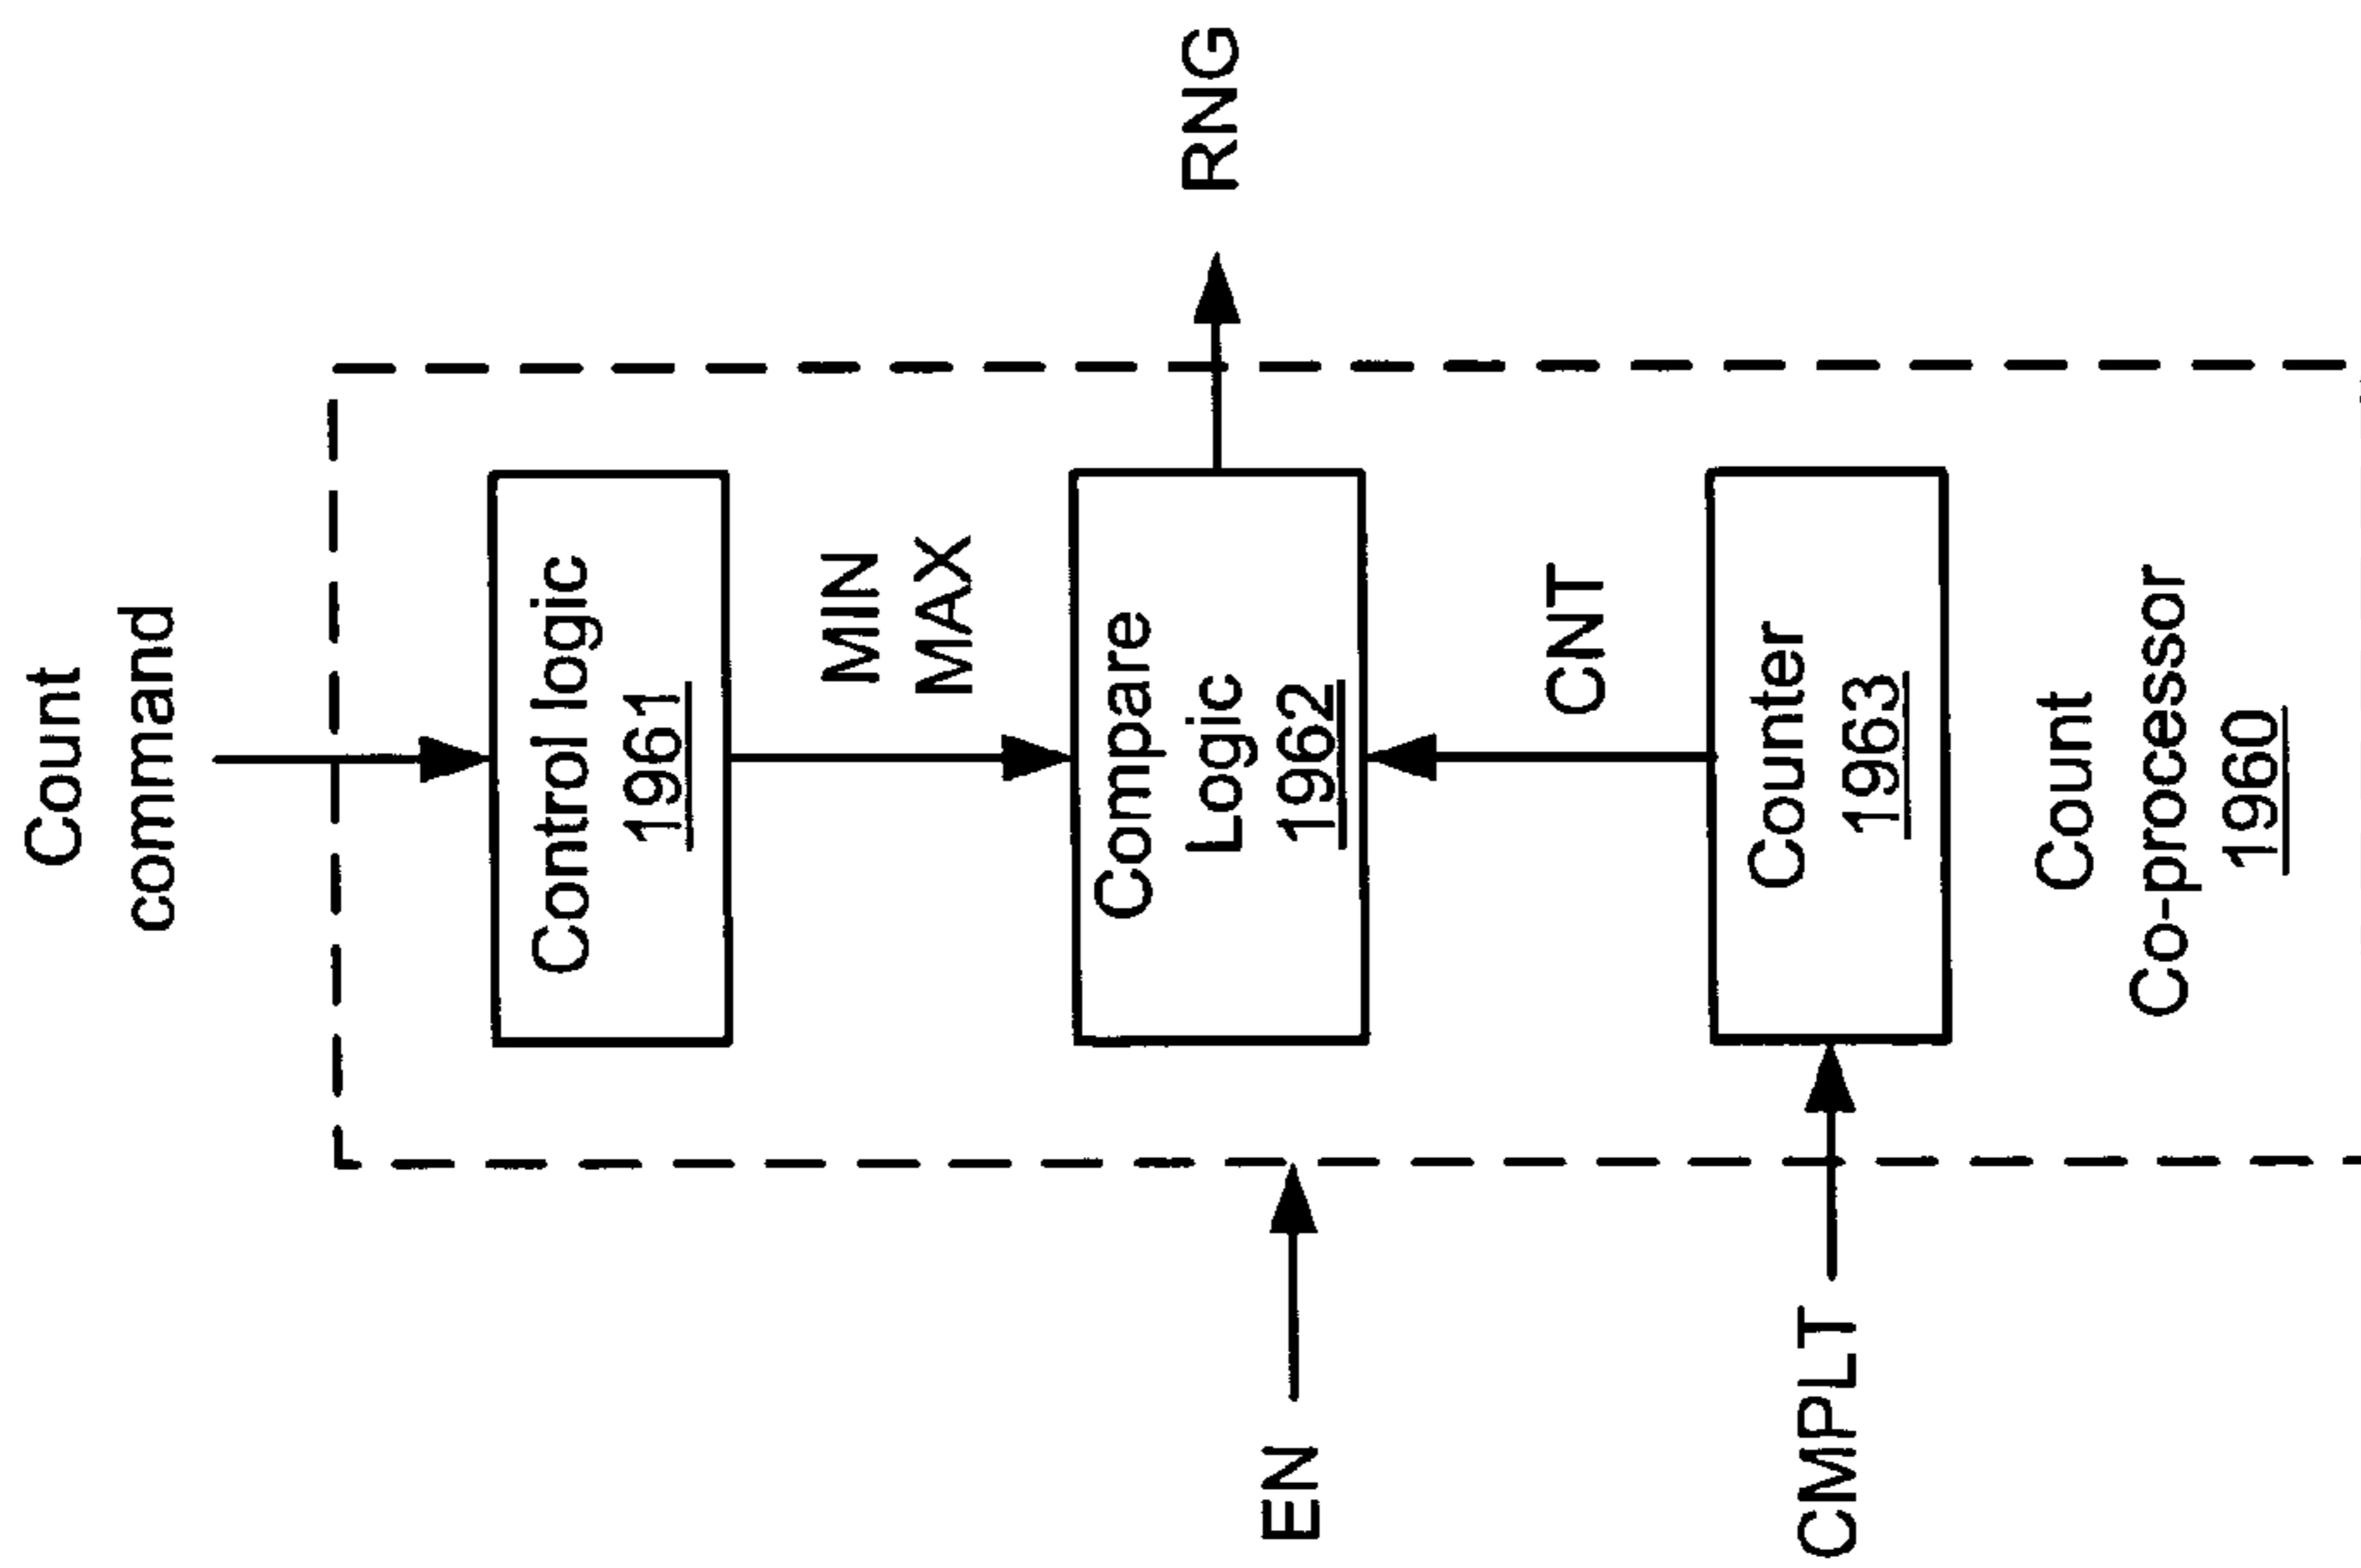 Count
command
Control logic
1961
MIN
MAX
Compare
Logic
1962
RNG
EN
CNT
Counter
1963
CMPLT
Count
Co-processor
1960